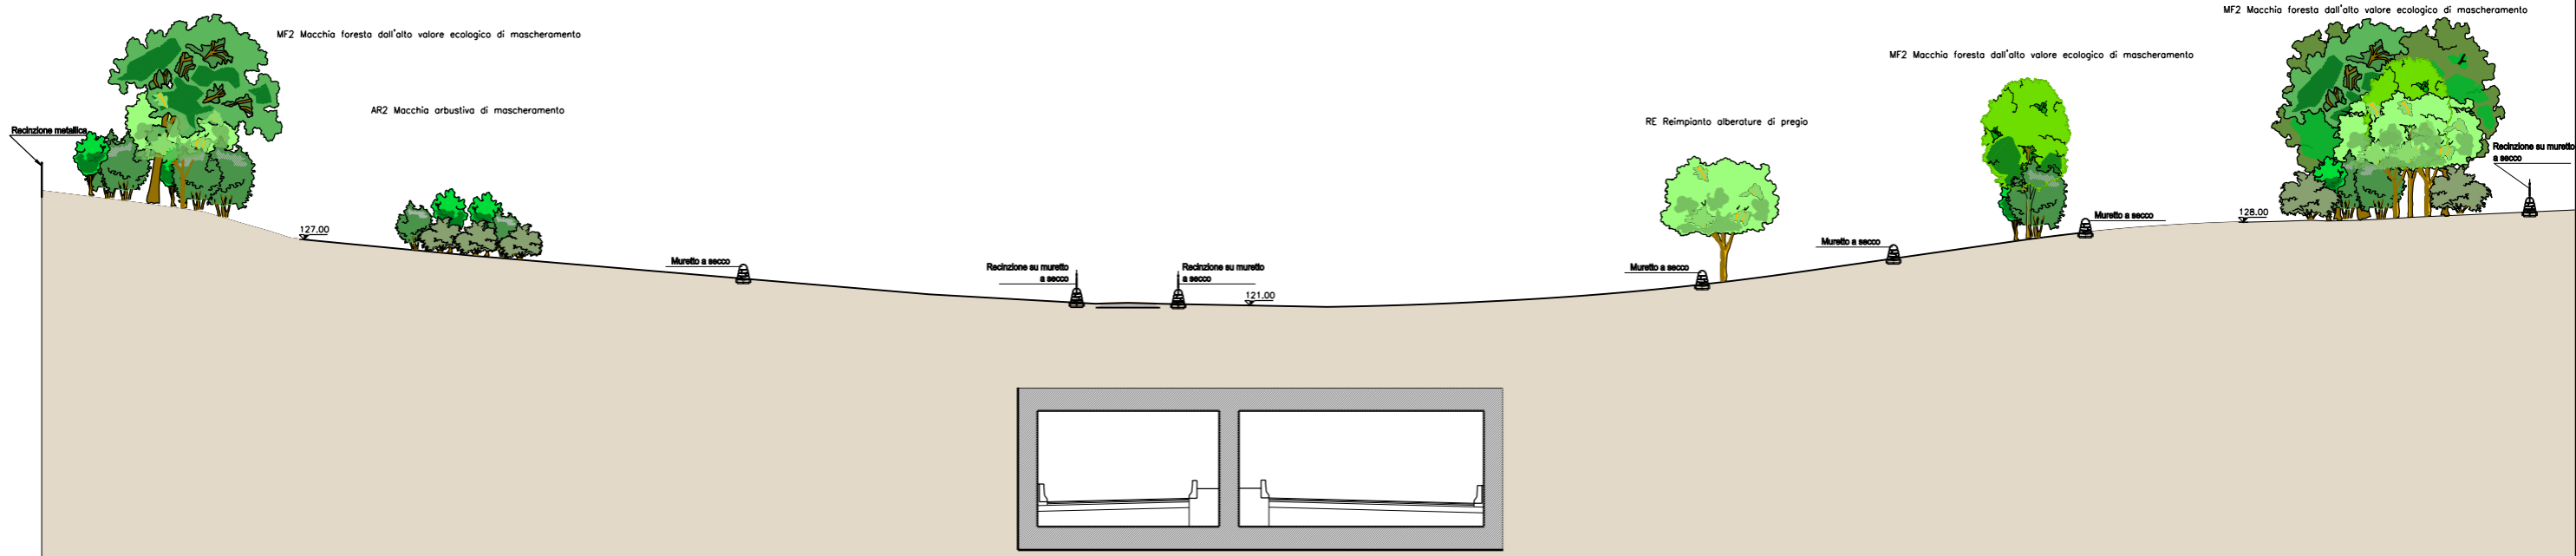 MF2 Macchia foresta dall'alto valore ecologico di mascheramento
MF2 Macchia foresta dall'alto valore ecologico di mascheramento
MF2 Macchia foresta dall'alto valore ecologico di mascheramento
AR2 Macchia arbustiva di mascheramento
RE Reimpianto alberature di pregio
Recinzione metallica
Recinzione su muretto
a secco
127.00
Muretto a secco
Recinzione su muretto
a secco
Recinzione su muretto
a secco
121.00
Muretto a secco
Muretto a secco
Muretto a secco
128.00